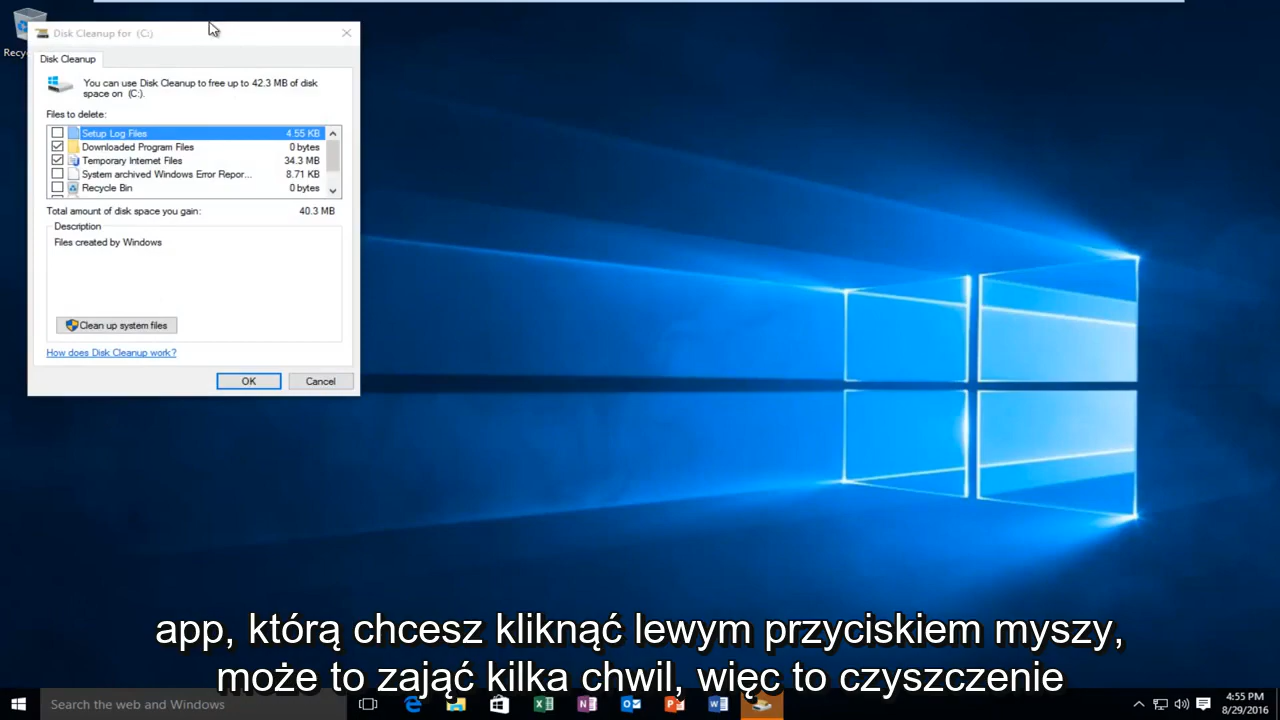 Recy
Disk Cleanup for (C:)
Disk Cleanup
You can use Disk Cleanup to free up to 42.3 MB of disk
space on (C:).
Files to delete:
Setup Log Files 4.55 KB
Downloaded Program Files 0 bytes
Temporary Internet Files 34.3 MB
System archived Windows Error Repor... 8.71 KB
Recycle Bin 0 bytes
Total amount of disk space you gain: 40.3 MB
Description
Files created by Windows
Clean up system files
How does Disk Cleanup work?
OK Cancel
app, którą chcesz kliknąć lewym przyciskiem myszy,
może to zająć kilka chwil, więc to czyszczenie
Search the web and Windows
4:55 PM
8/29/2016